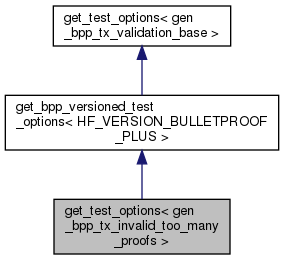 get_test_options< gen
_bpp_tx_validation_base >
get_bpp_versioned_test
_options< HF_VERSION_BULLETPROOF
_PLUS >
get_test_options< gen
_bpp_tx_invalid_too_many
_proofs >